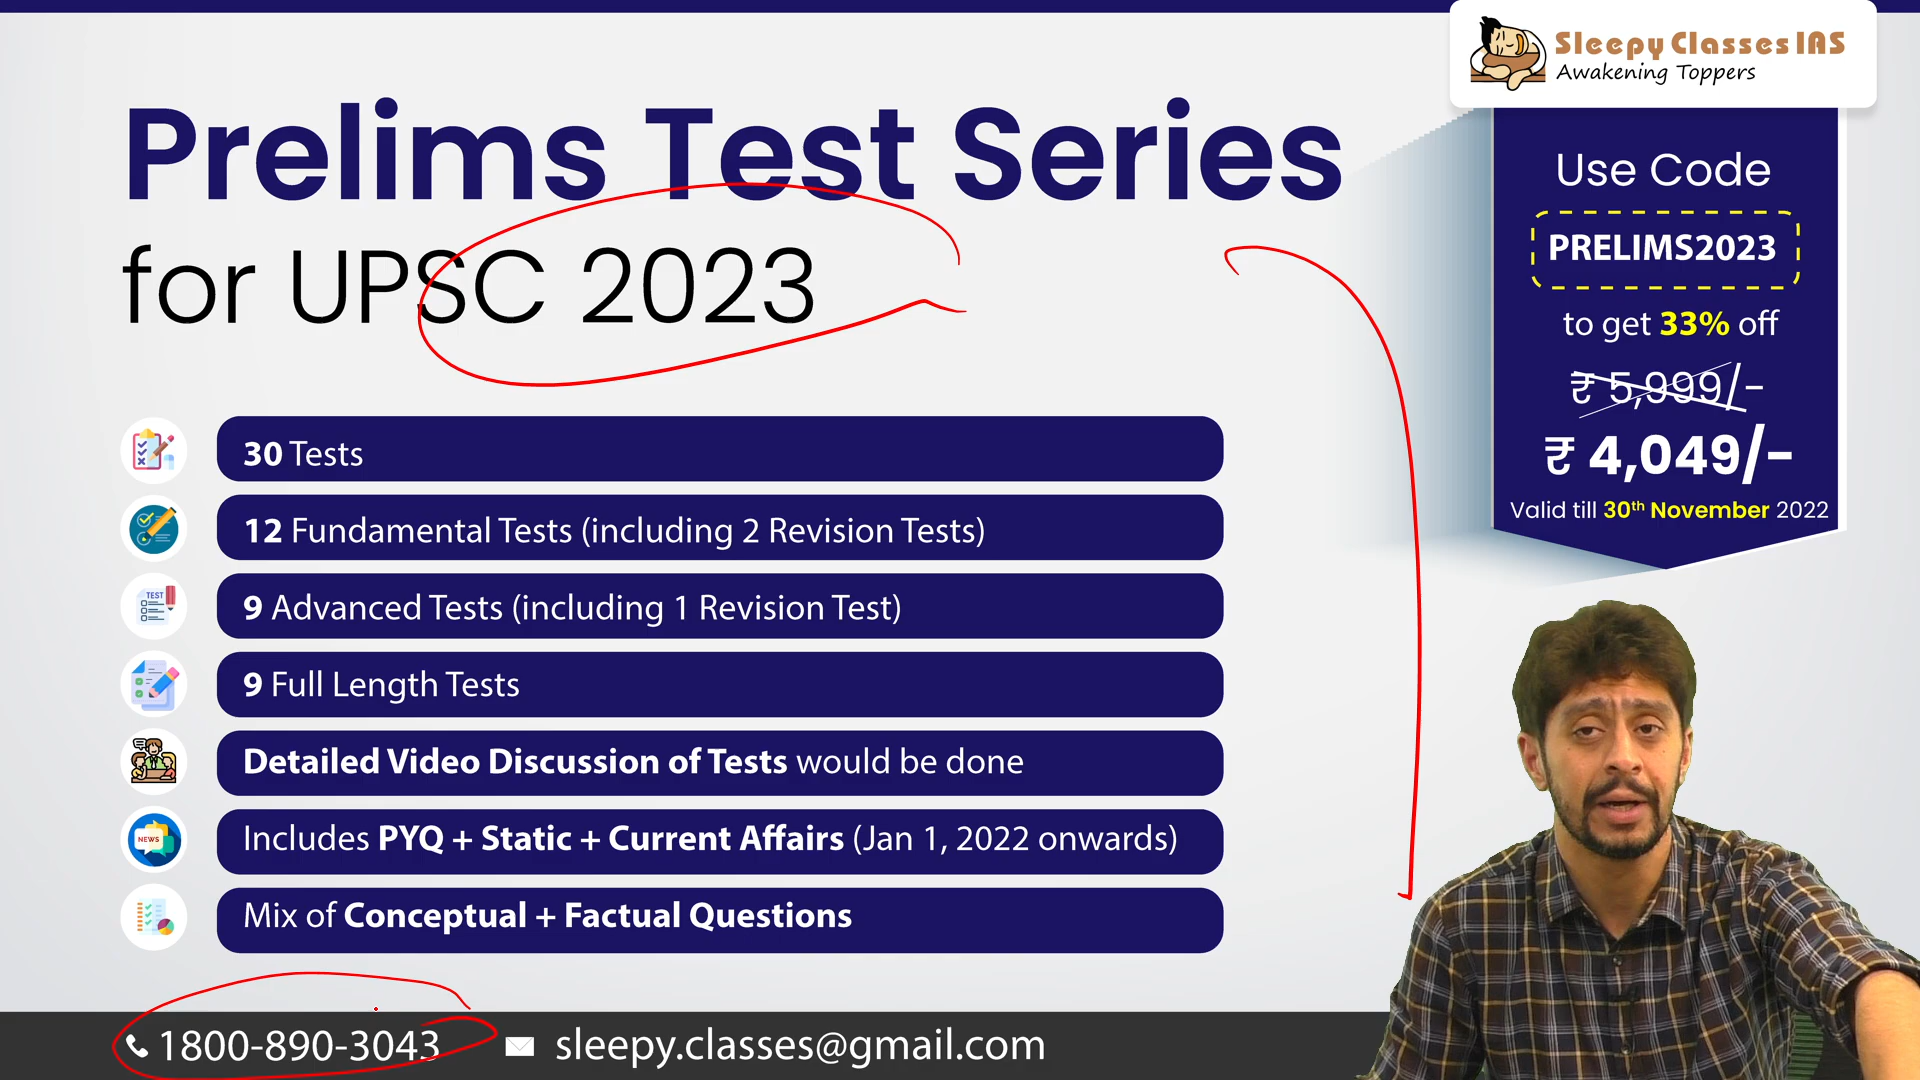 Sleepy Classes IAS
Awakening Toppers
Prelims Test Series
for UPSC 2023
Use Code
PRELIMS2023
to get 33% off
₹ 5,999/-
₹ 4,049/-
Valid till 30th November 2022
30 Tests
12 Fundamental Tests (including 2 Revision Tests)
TEST
9 Advanced Tests (including 1 Revision Test)
9 Full Length Tests
Detailed Video Discussion of Tests would be done
NEWS
Includes PYQ + Static + Current Affairs (Jan 1, 2022 onwards)
Mix of Conceptual + Factual Questions
1800-890-3043
sleepy.classes@gmail.com